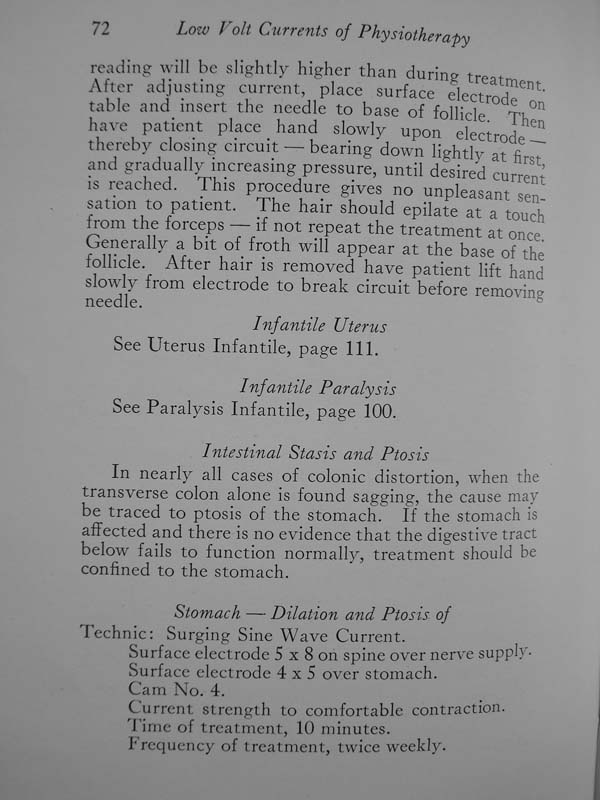 72 Low Volt Currents of Physiotherapy
reading will be slightly higher than during treatment.
After adjusting current, place surface electrode on
table and insert the needle to base of follicle. Then
have patient place hand slowly upon electrode —
thereby closing circuit — bearing down lightly at first,
and gradually increasing pressure, until desired current
is reached. This procedure gives no unpleasant sen-
sation to patient. The hair should epilate at a touch
from the forceps — if not repeat the treatment at once.
Generally a bit of froth will appear at the base of the
follicle. After hair is removed have patient lift hand
slowly from electrode to break circuit before removing
needle.
Infantile Uterus
See Uterus Infantile, page 111.
Infantile Paralysis
See Paralysis Infantile, page 100.
Intestinal Stasis and Ptosis
In nearly all cases of colonic distortion, when the
transverse colon alone is found sagging, the cause may
be traced to ptosis of the stomach. If the stomach is
affected and there is no evidence that the digestive tract
below fails to function normally, treatment should be
confined to the stomach.
Stomach — Dilation and Ptosis of
Technic: Surging Sine Wave Current.
Surface electrode 5 x 8 on spine over nerve supply.
Surface electrode 4 x 5 over stomach.
Cam No. 4.
Current strength to comfortable contraction.
Time of treatment, 10 minutes.
Frequency of treatment, twice weekly.